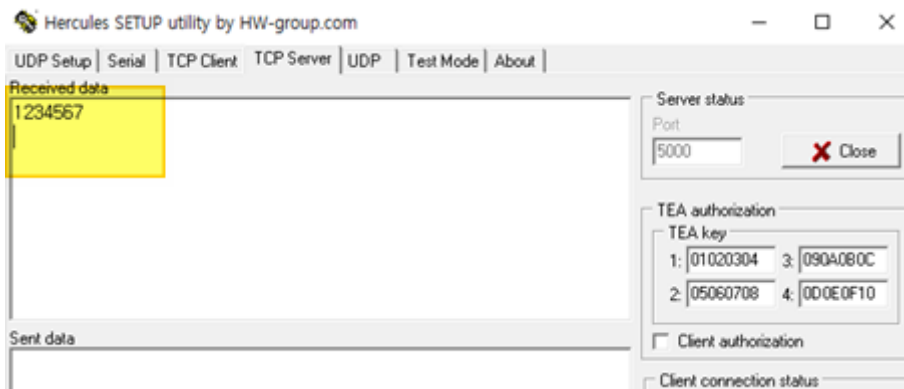 Hercules SETUP utility by HW-group.com
UDP Setup Serial TCP Client TCP Server UDP Test Mode About
Received data
1234567
Server status
Port
5000
Close
TEA authorization
TEA key
1: 01020304 3: 090A0B0C
2: 05060708 4: 0D0E0F10
Sent data
Client authorization
Client connection status